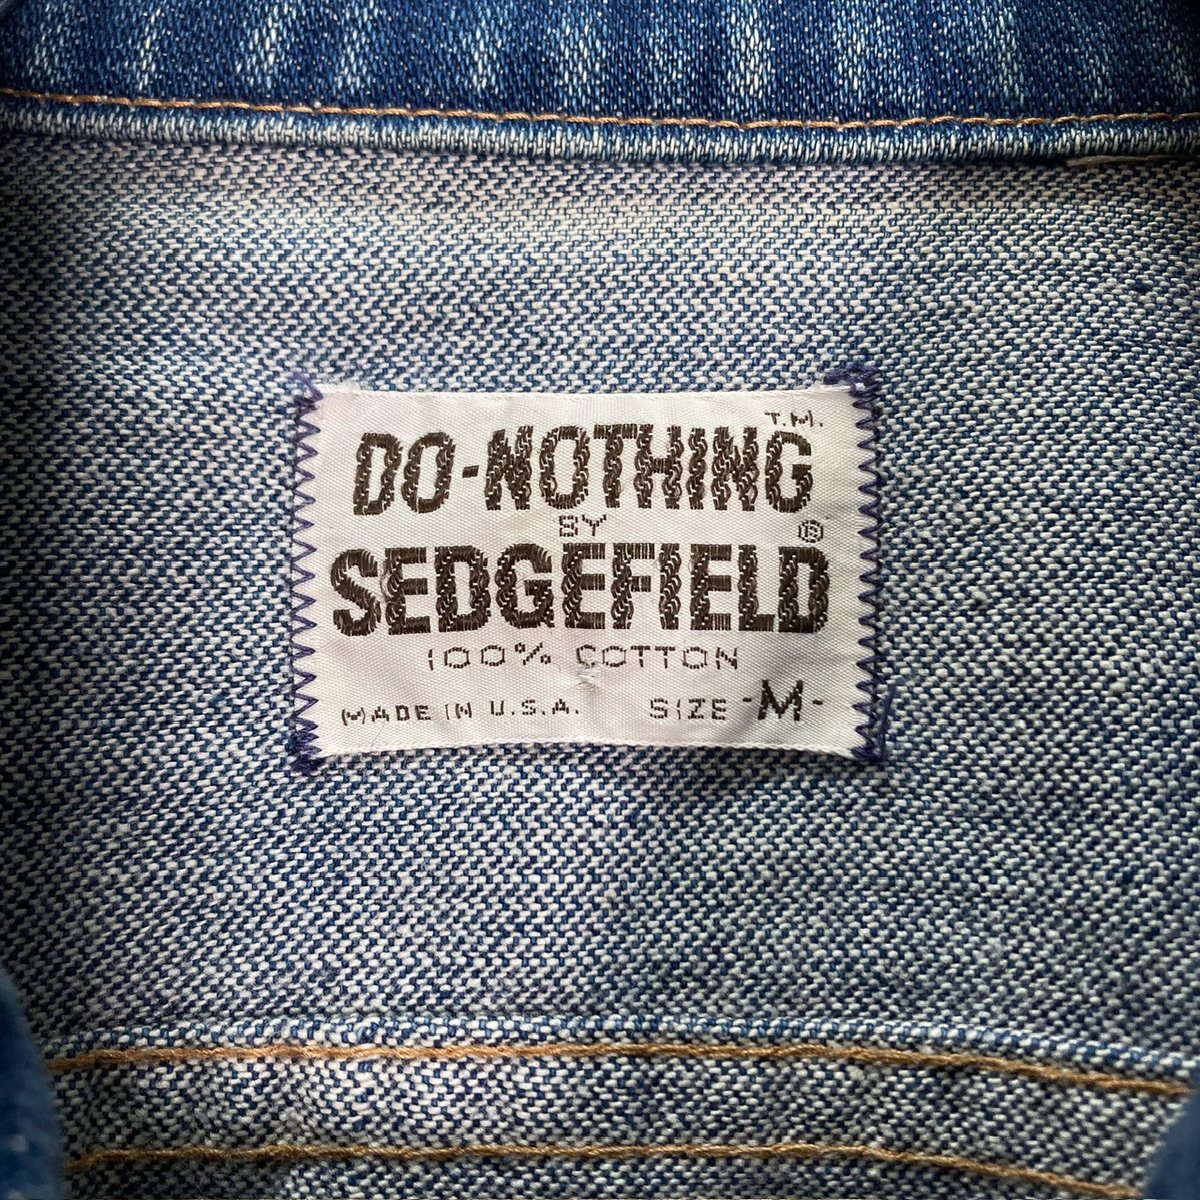 T.M.
DO-NOTHING
BY ®
SEDGEFIELD
100% COTTON
MADE IN U.S.A. SIZE -M-